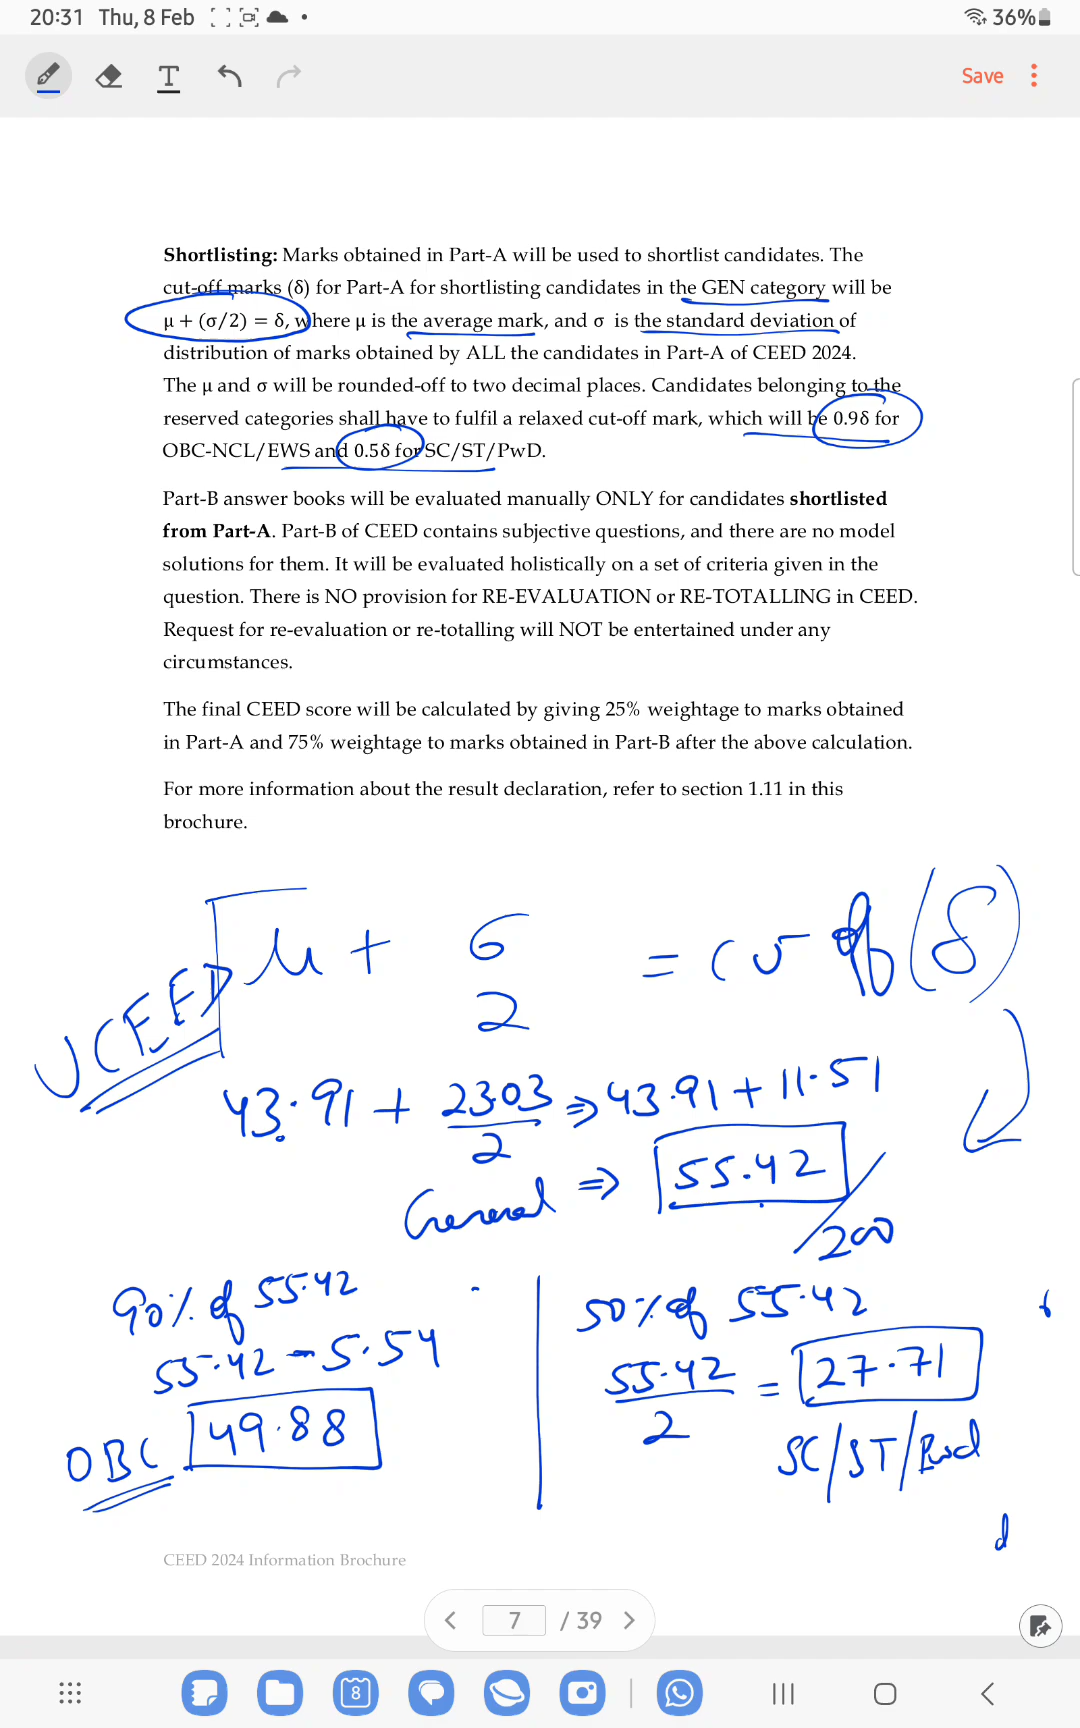 20:31 Thu, 8 Feb
36%
T
Save
Shortlisting: Marks obtained in Part-A will be used to shortlist candidates. The
cut-off marks (δ) for Part-A for shortlisting candidates in the GEN category will be
μ + (σ/2) = δ, where μ is the average mark, and σ is the standard deviation of
distribution of marks obtained by ALL the candidates in Part-A of CEED 2024.
The μ and σ will be rounded-off to two decimal places. Candidates belonging to the
reserved categories shall have to fulfil a relaxed cut-off mark, which will be 0.9δ for
OBC-NCL/EWS and 0.5δ for SC/ST/PwD.
Part-B answer books will be evaluated manually ONLY for candidates shortlisted
from Part-A. Part-B of CEED contains subjective questions, and there are no model
solutions for them. It will be evaluated holistically on a set of criteria given in the
question. There is NO provision for RE-EVALUATION or RE-TOTALLING in CEED.
Request for re-evaluation or re-totalling will NOT be entertained under any
circumstances.
The final CEED score will be calculated by giving 25% weightage to marks obtained
in Part-A and 75% weightage to marks obtained in Part-B after the above calculation.
For more information about the result declaration, refer to section 1.11 in this
brochure.
μ + σ/2 = (δ)
UCEED
43.91 + 23.03/2 ⇒ 43.91 + 11.51
General ⇒ 55.42/200
90% of 55.42
55.42 - 5.54
OBC 49.88
50% of 55.42
55.42/2 = 27.71
SC/ST/Pwd
d
CEED 2024 Information Brochure
< 7 / 39 >
8